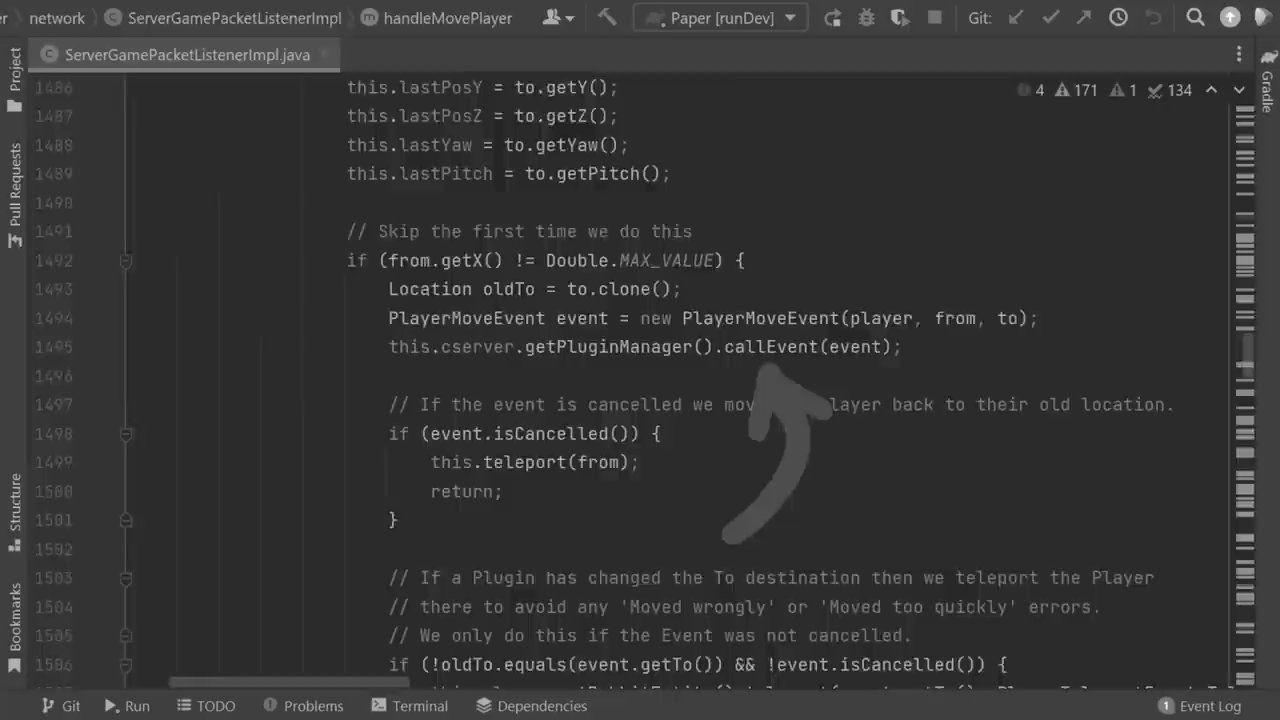 network ServerGamePacketListenerImpl handleMovePlayer Paper [runDev] Git:
ServerGamePacketListenerImpl.java
Project
Pull Requests
Structure
Bookmarks
Gradle
4 171 1 134
1486 this.lastPosY = to.getY();
1487 this.lastPosZ = to.getZ();
1488 this.lastYaw = to.getYaw();
1489 this.lastPitch = to.getPitch();
1490
1491 // Skip the first time we do this
1492 if (from.getX() != Double.MAX_VALUE) {
1493 Location oldTo = to.clone();
1494 PlayerMoveEvent event = new PlayerMoveEvent(player, from, to);
1495 this.cserver.getPluginManager().callEvent(event);
1496
1497 // If the event is cancelled we mov layer back to their old location.
1498 if (event.isCancelled()) {
1499 this.teleport(from);
1500 return;
1501 }
1502
1503 // If a Plugin has changed the To destination then we teleport the Player
1504 // there to avoid any 'Moved wrongly' or 'Moved too quickly' errors.
1505 // We only do this if the Event was not cancelled.
1506 if (!oldTo.equals(event.getTo()) && !event.isCancelled()) {
Git Run TODO Problems Terminal Dependencies 1 Event Log